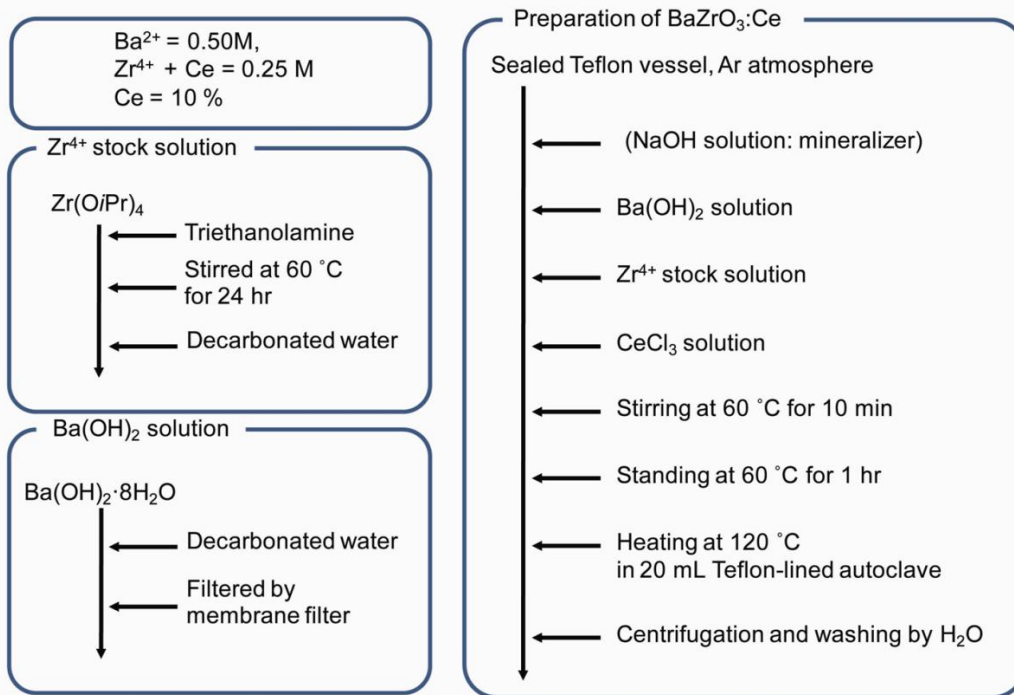 Ba²⁺ = 0.50M,
Zr⁴⁺ + Ce = 0.25 M
Ce = 10 %
Zr⁴⁺ stock solution
Zr(OiPr)₄
Triethanolamine
Stirred at 60 ˚C
for 24 hr
Decarbonated water
Ba(OH)₂ solution
Ba(OH)₂·8H₂O
Decarbonated water
Filtered by
membrane filter
Preparation of BaZrO₃:Ce
Sealed Teflon vessel, Ar atmosphere
(NaOH solution: mineralizer)
Ba(OH)₂ solution
Zr⁴⁺ stock solution
CeCl₃ solution
Stirring at 60 ˚C for 10 min
Standing at 60 ˚C for 1 hr
Heating at 120 ˚C
in 20 mL Teflon-lined autoclave
Centrifugation and washing by H₂O